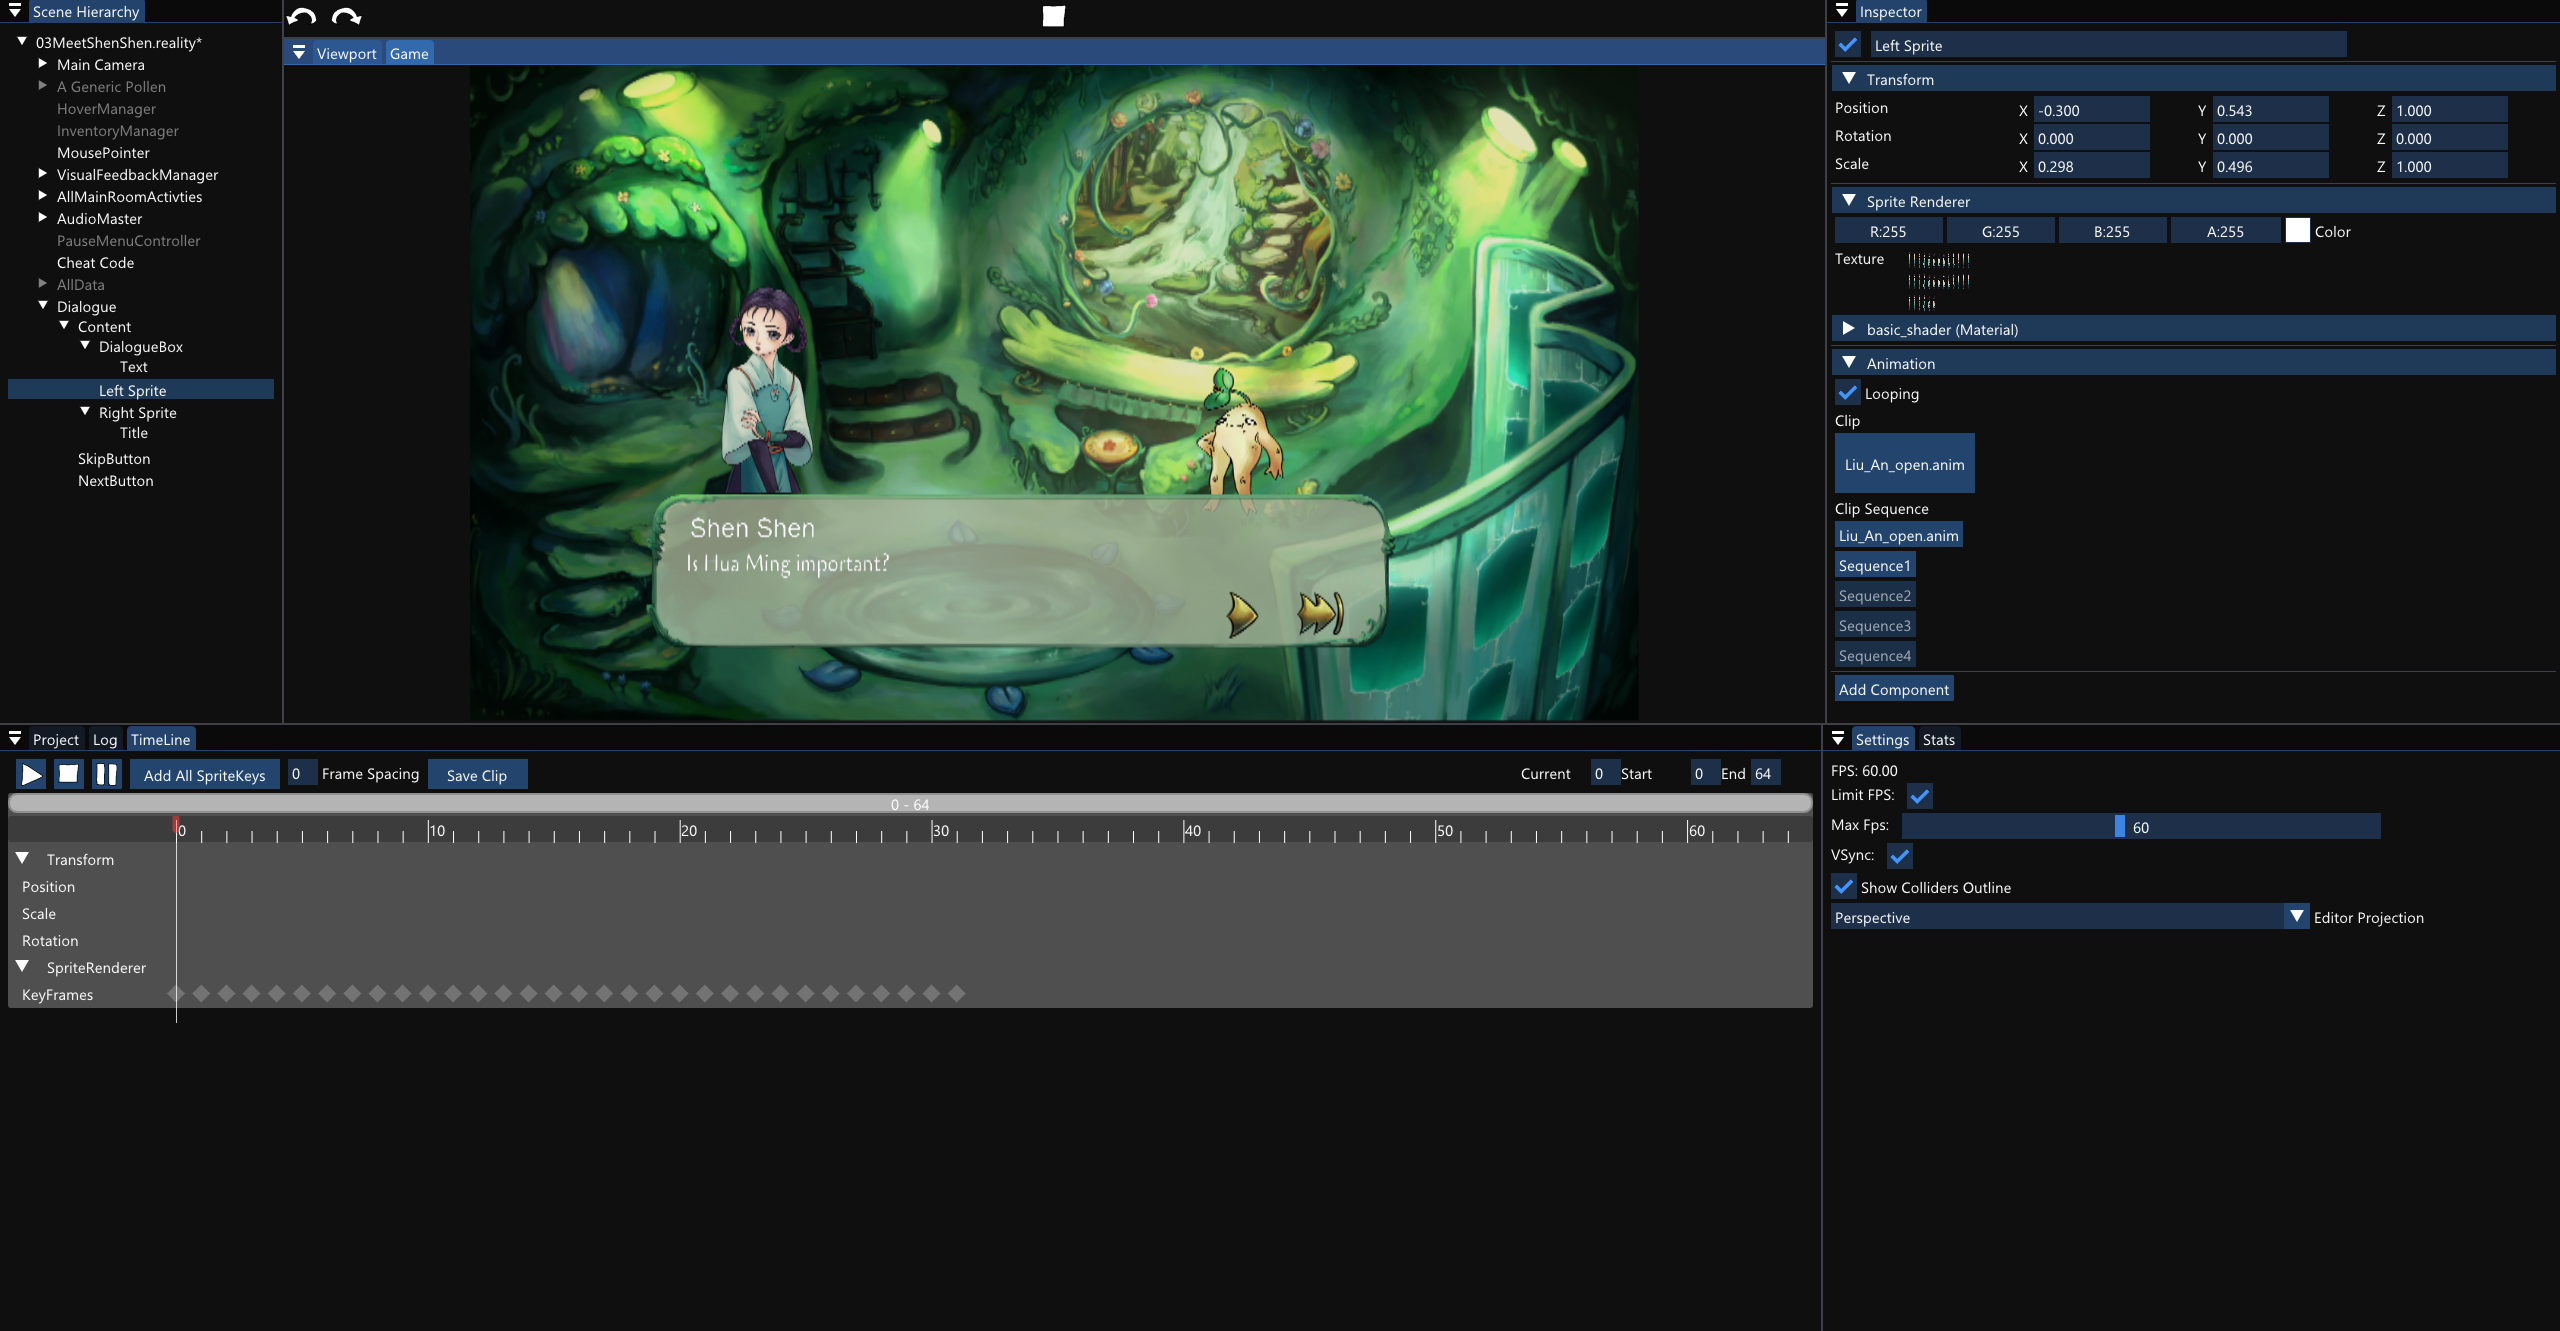 Scene Hierarchy
03MeetShenShen.reality*
Main Camera
A Generic Pollen
HoverManager
InventoryManager
MousePointer
VisualFeedbackManager
AllMainRoomActivties
AudioMaster
PauseMenuController
Cheat Code
AllData
Dialogue
Content
DialogueBox
Text
Left Sprite
Right Sprite
Title
SkipButton
NextButton
Viewport Game
Shen Shen
Is Hua Ming important?
Inspector
Left Sprite
Transform
Position X -0.300 Y 0.543 Z 1.000
Rotation X 0.000 Y 0.000 Z 0.000
Scale X 0.298 Y 0.496 Z 1.000
Sprite Renderer
R:255 G:255 B:255 A:255 Color
Texture
basic_shader (Material)
Animation
Looping
Clip
Liu_An_open.anim
Clip Sequence
Liu_An_open.anim
Sequence1
Sequence2
Sequence3
Sequence4
Add Component
Project Log TimeLine
Add All SpriteKeys 0 Frame Spacing Save Clip Current 0 Start 0 End 64
0 - 64
0 10 20 30 40 50 60
Transform
Position
Scale
Rotation
SpriteRenderer
KeyFrames
Settings Stats
FPS: 60.00
Limit FPS:
Max Fps: 60
VSync:
Show Colliders Outline
Perspective Editor Projection